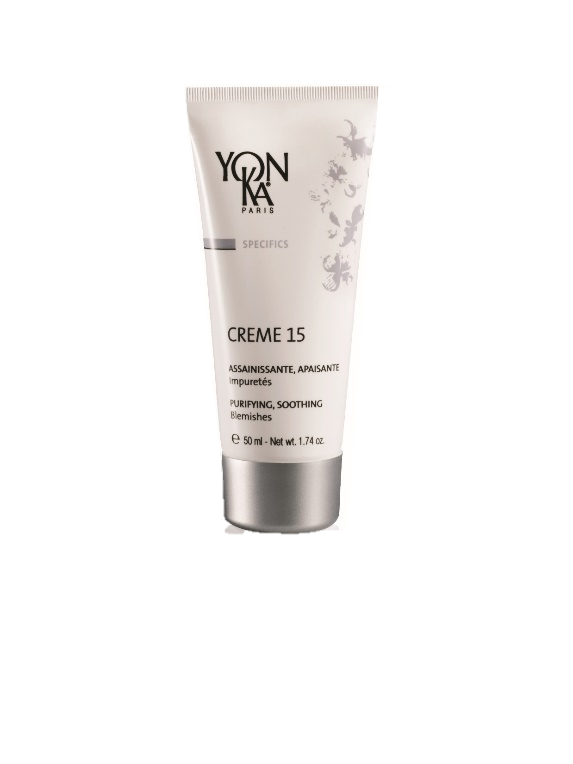 YON
KA®
PARIS
SPECIFICS
CREME 15
ASSAINISSANTE, APAISANTE
Impuretés
PURIFYING, SOOTHING
Blemishes
℮ 50 ml - Net wt. 1.74 oz.